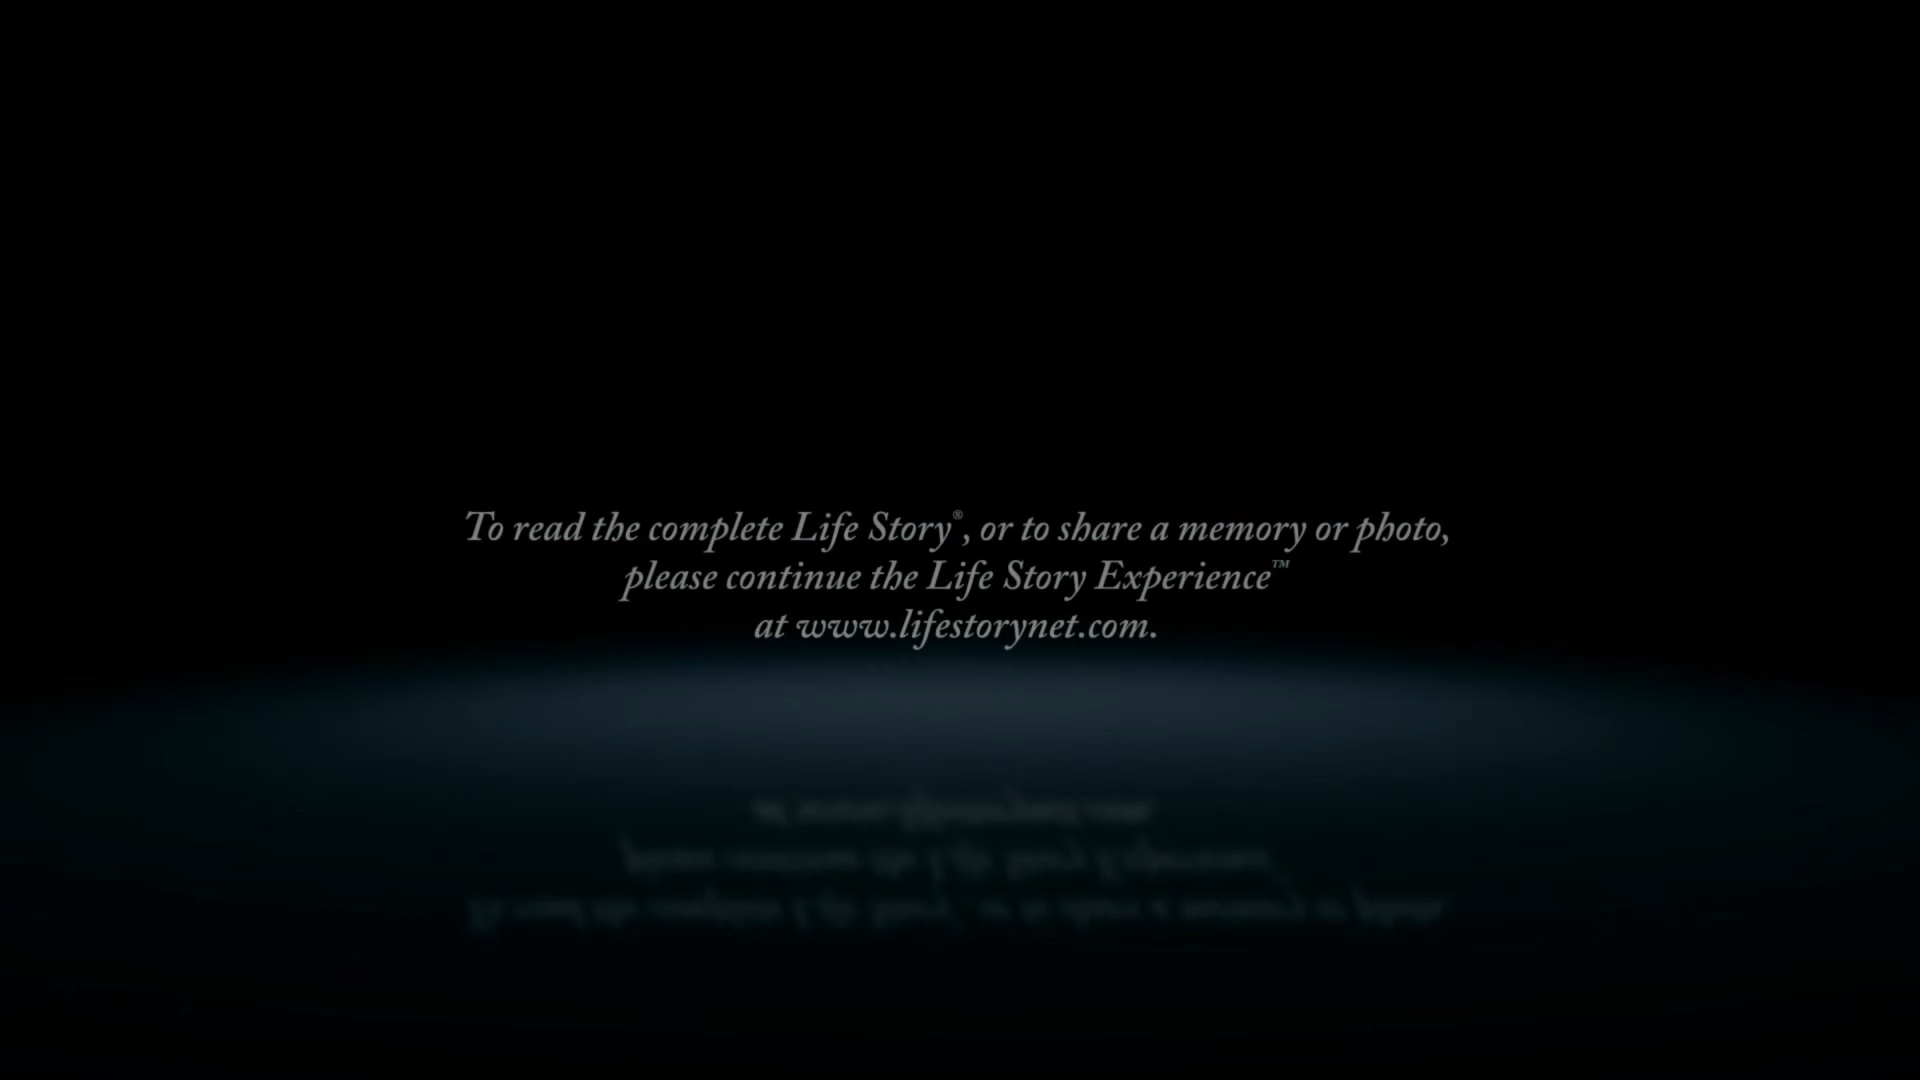 To read the complete Life Story®, or to share a memory or photo,
please continue the Life Story Experience™
at www.lifestorynet.com.